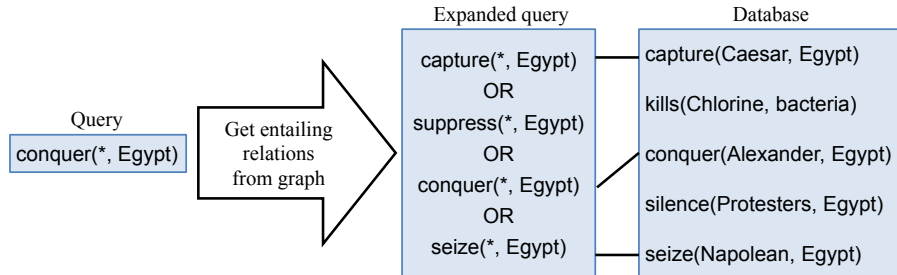 Query
conquer(*, Egypt)
Get entailing
relations
from graph
Expanded query
capture(*, Egypt)
OR
suppress(*, Egypt)
OR
conquer(*, Egypt)
OR
seize(*, Egypt)
Database
capture(Caesar, Egypt)
kills(Chlorine, bacteria)
conquer(Alexander, Egypt)
silence(Protesters, Egypt)
seize(Napolean, Egypt)